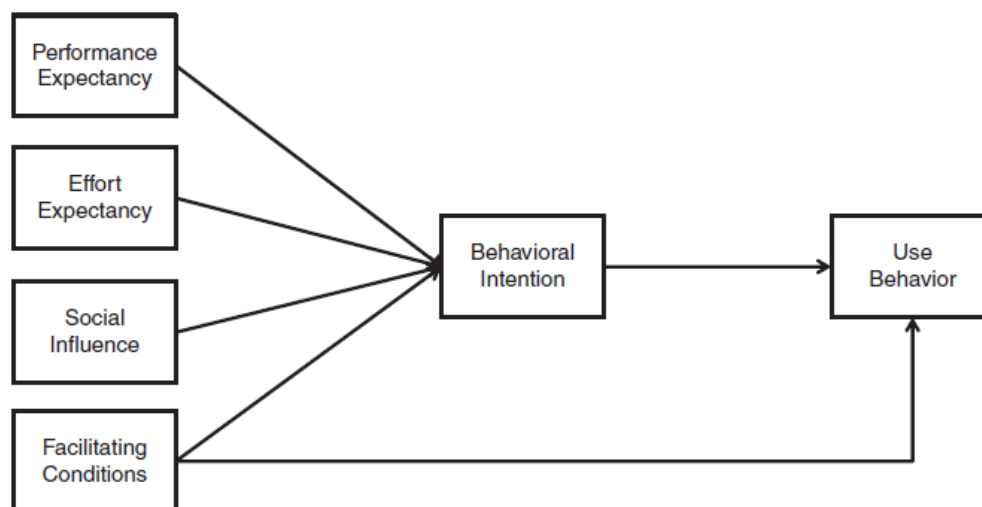 Performance
Expectancy
Effort
Expectancy
Social
Influence
Facilitating
Conditions
Behavioral
Intention
Use
Behavior